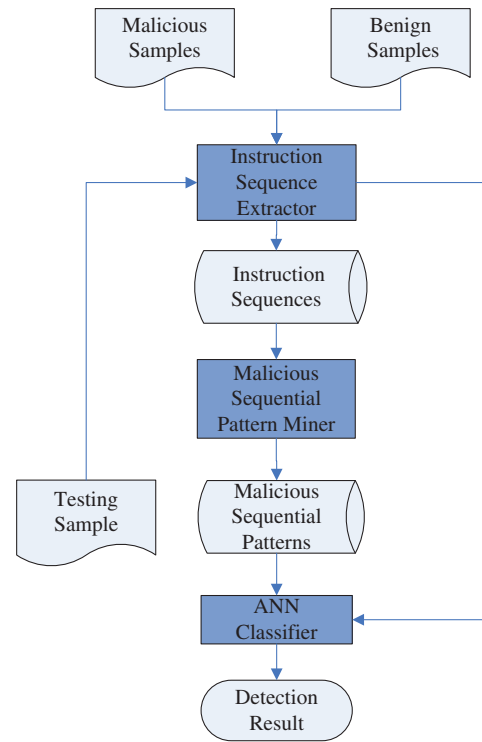 Malicious
Samples
Benign
Samples
Instruction
Sequence
Extractor
Instruction
Sequences
Malicious
Sequential
Pattern Miner
Testing
Sample
Malicious
Sequential
Patterns
ANN
Classifier
Detection
Result